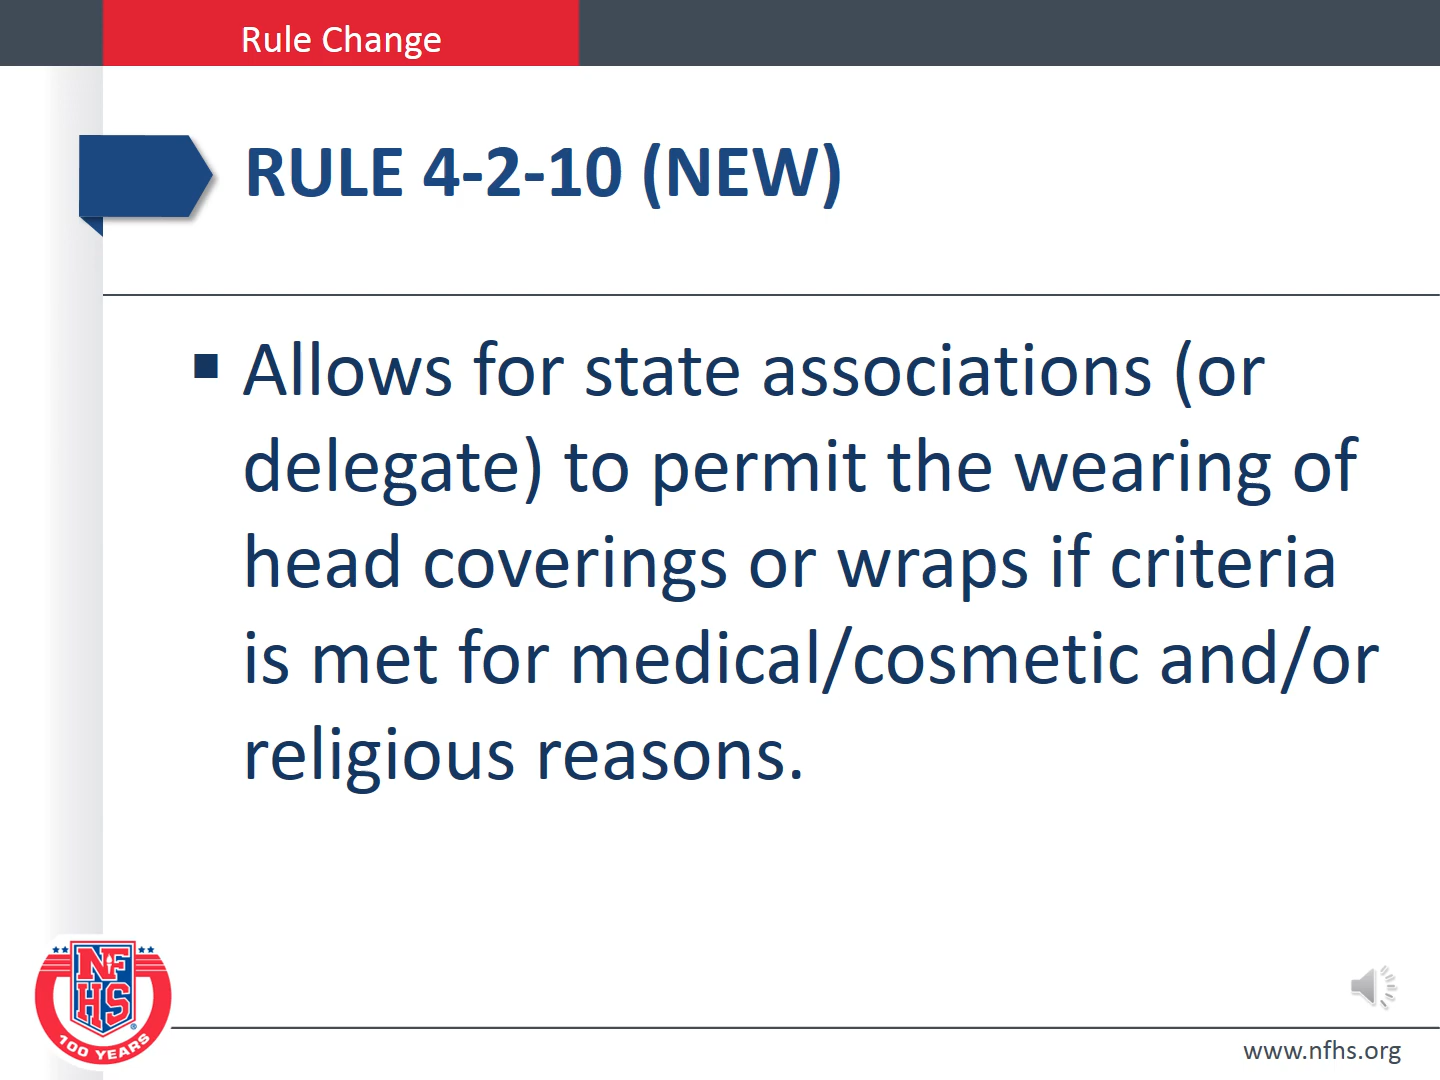 Rule Change
RULE 4-2-10 (NEW)
▪ Allows for state associations (or
delegate) to permit the wearing of
head coverings or wraps if criteria
is met for medical/cosmetic and/or
religious reasons.
NF
HS®
100 YEARS
www.nfhs.org